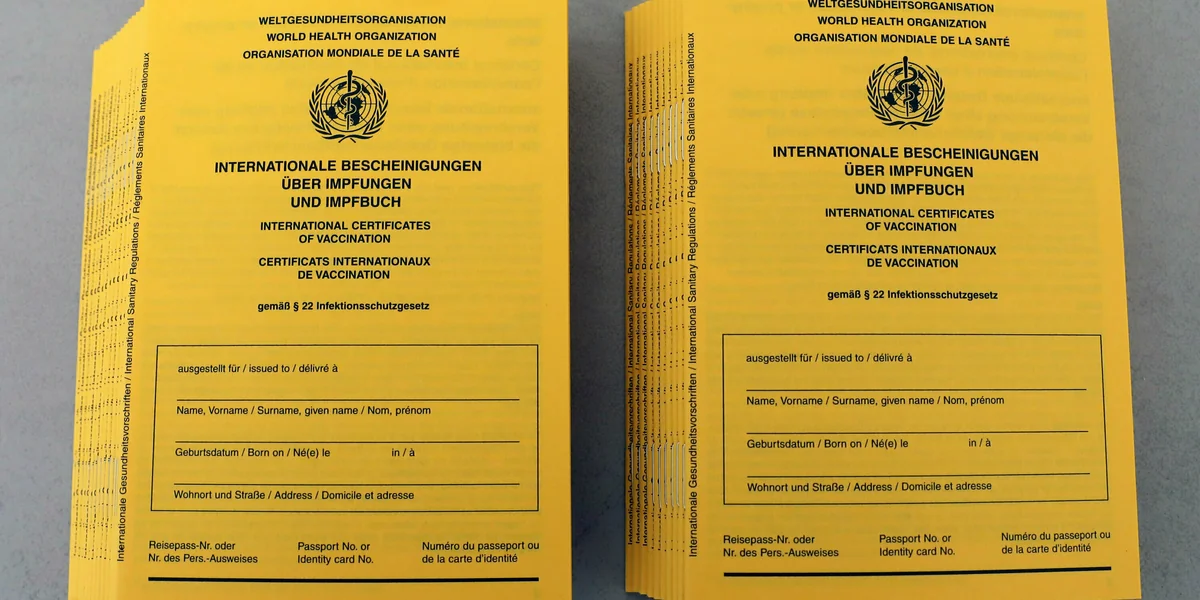 WELTGESUNDHEITSORGANISATION
WORLD HEALTH ORGANIZATION
ORGANISATION MONDIALE DE LA SANTÉ
INTERNATIONALE BESCHEINIGUNGEN
ÜBER IMPFUNGEN
UND IMPFBUCH
INTERNATIONAL CERTIFICATES
OF VACCINATION
CERTIFICATS INTERNATIONAUX
DE VACCINATION
gemäß § 22 Infektionsschutzgesetz
ausgestellt für / issued to / délivré à
Name, Vorname / Surname, given name / Nom, prénom
Geburtsdatum / Born on / Né(e) le in / à
Wohnort und Straße / Address / Domicile et adresse
Reisepass-Nr. oder
Nr. des Pers.-Ausweises
Passport No. or
Identity card No.
Numéro du passeport ou
de la carte d'identité
Internationale Gesundheitsvorschriften / International Sanitary Regulations / Réglements Sanitaires Internationaux
WELTGESUNDHEITSORGANISATION
WORLD HEALTH ORGANIZATION
ORGANISATION MONDIALE DE LA SANTÉ
INTERNATIONALE BESCHEINIGUNGEN
ÜBER IMPFUNGEN
UND IMPFBUCH
INTERNATIONAL CERTIFICATES
OF VACCINATION
CERTIFICATS INTERNATIONAUX
DE VACCINATION
gemäß § 22 Infektionsschutzgesetz
ausgestellt für / issued to / délivré à
Name, Vorname / Surname, given name / Nom, prénom
Geburtsdatum / Born on / Né(e) le in / à
Wohnort und Straße / Address / Domicile et adresse
Reisepass-Nr. oder
Nr. des Pers.-Ausweises
Passport No. or
Identity card No.
Numéro du passeport ou
de la carte d'identité
Internationale Gesundheitsvorschriften / International Sanitary Regulations / Réglements Sanitaires Internationaux